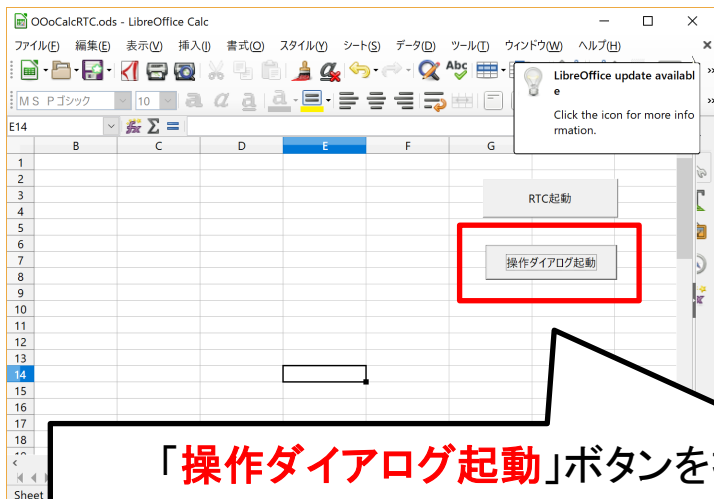 OOoCalcRTC.ods - LibreOffice Calc
ファイル(F) 編集(E) 表示(V) 挿入(I) 書式(O) スタイル(Y) シート(S) データ(D) ツール(T) ウィンドウ(W) ヘルプ(H)
LibreOffice update availabl
e
Click the icon for more info
rmation.
Abc
ＭＳ Ｐゴシック 10 a a a a
E14 fx Σ =
B C D E F G
1
2
3 RTC起動
4
5
6
7 操作ダイアログ起動
8
9
10
11
12
13
14
15
16
17
18
「操作ダイアログ起動」ボタンを
Sheet